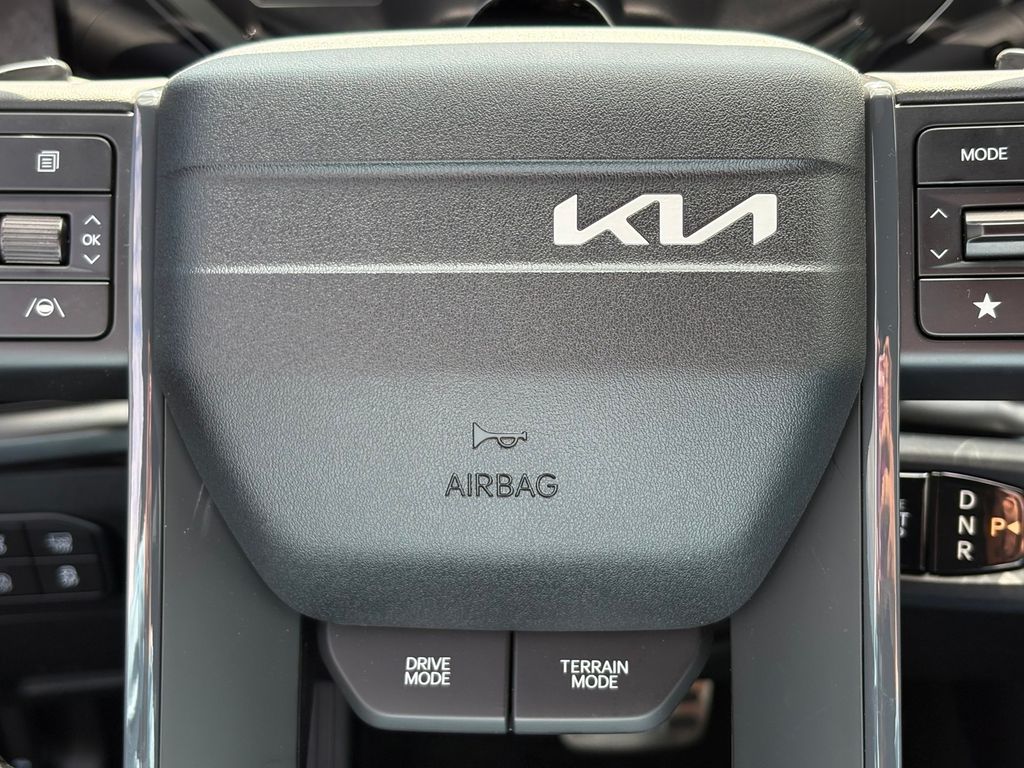 MODE
OK
KIA
AIRBAG
D
N
R
P
DRIVE
MODE
TERRAIN
MODE